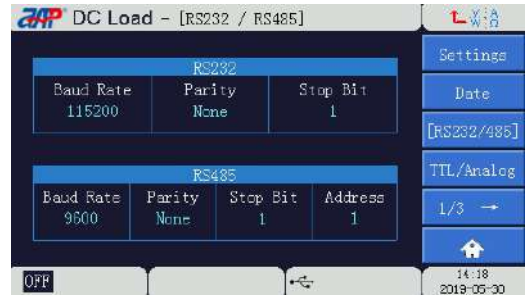 ZAP DC Load - [RS232 / RS485]
RS232
Baud Rate Parity Stop Bit
115200 None 1
RS485
Baud Rate Parity Stop Bit Address
9600 None 1 1
OFF
Settings
Date
[RS232/485]
TTL/Analog
1/3 →
14:18
2019-05-30